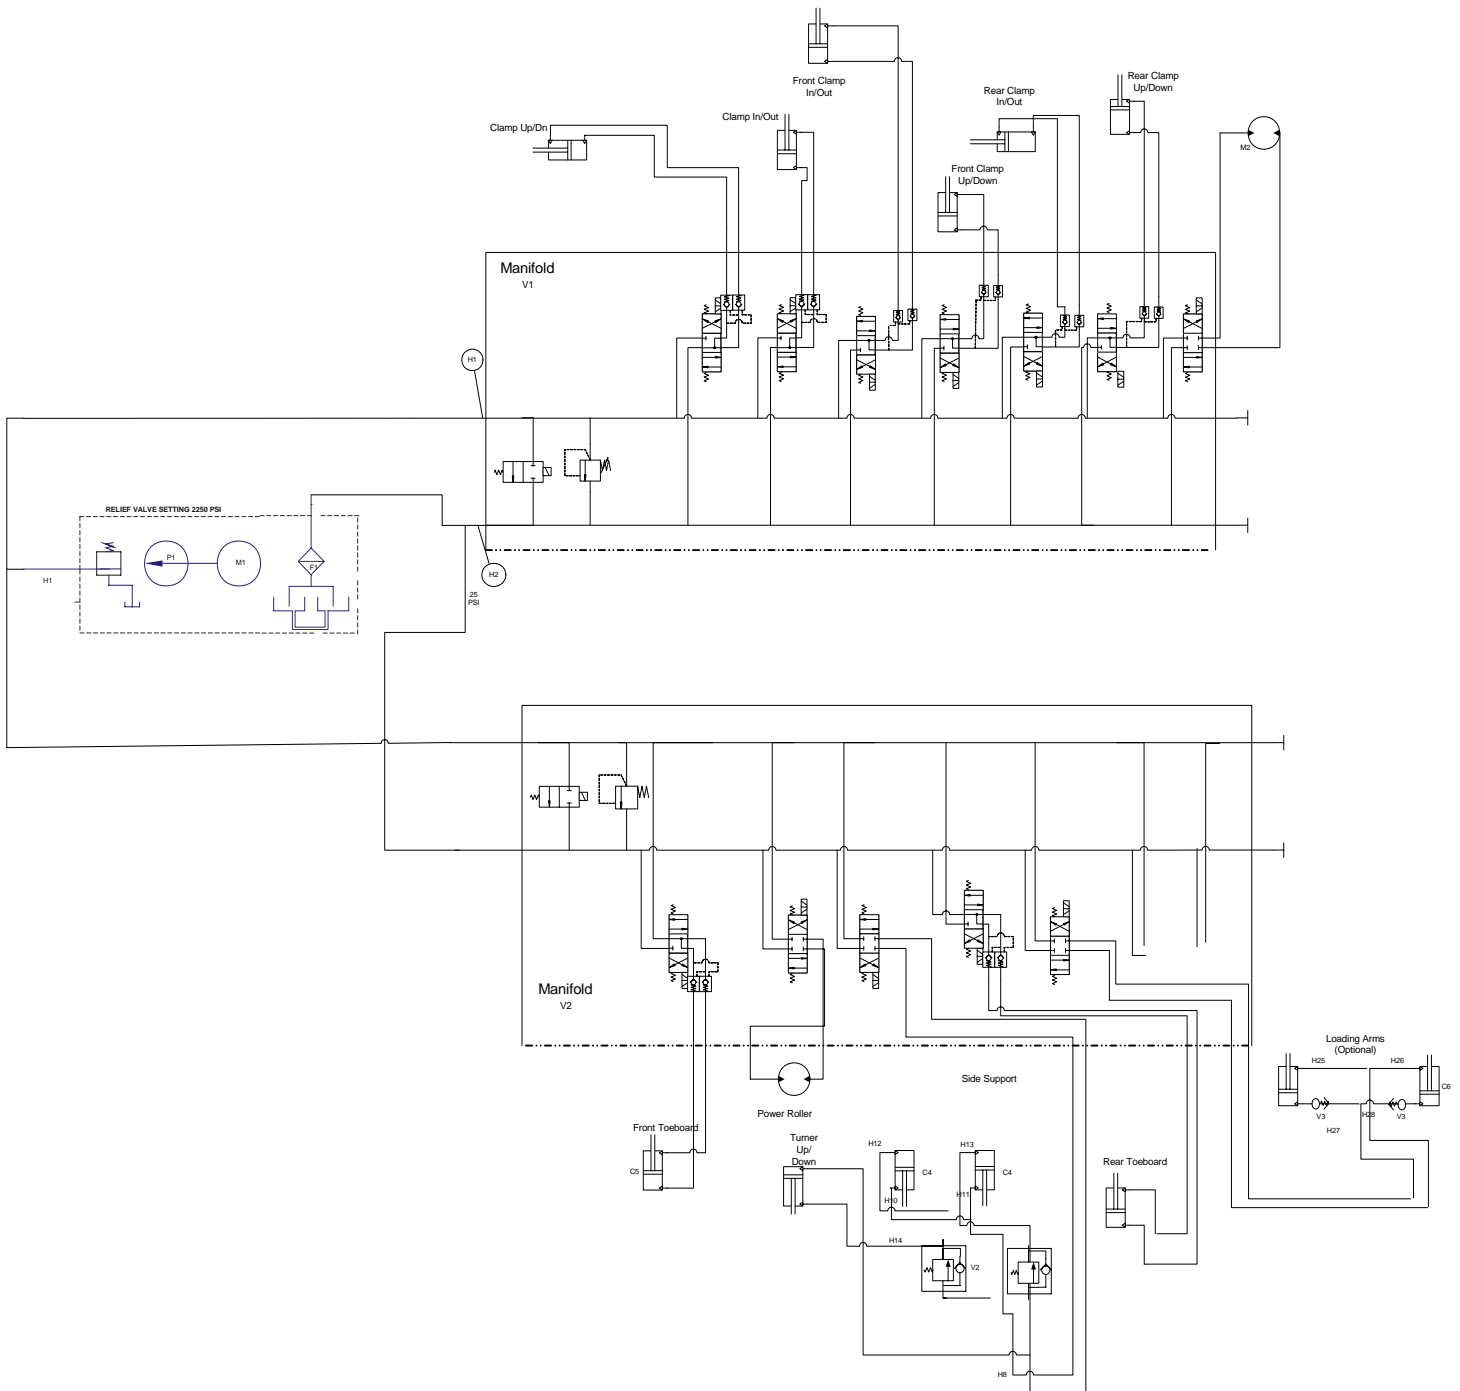 Front Clamp
In/Out
Rear Clamp
Up/Down
Rear Clamp
In/Out
Clamp In/Out
Clamp Up/Dn
M2
Front Clamp
Up/Down
Manifold
V1
H1
RELIEF VALVE SETTING 2250 PSI
P1
M1
F1
H1
H2
25
PSI
Manifold
V2
Loading Arms
(Optional)
H25
H26
Side Support
C6
V3
H28
V3
H27
Power Roller
Front Toeboard
Turner
Up/
Down
H12
H13
Rear Toeboard
C5
C4
C4
H10
H11
H14
V2
H8